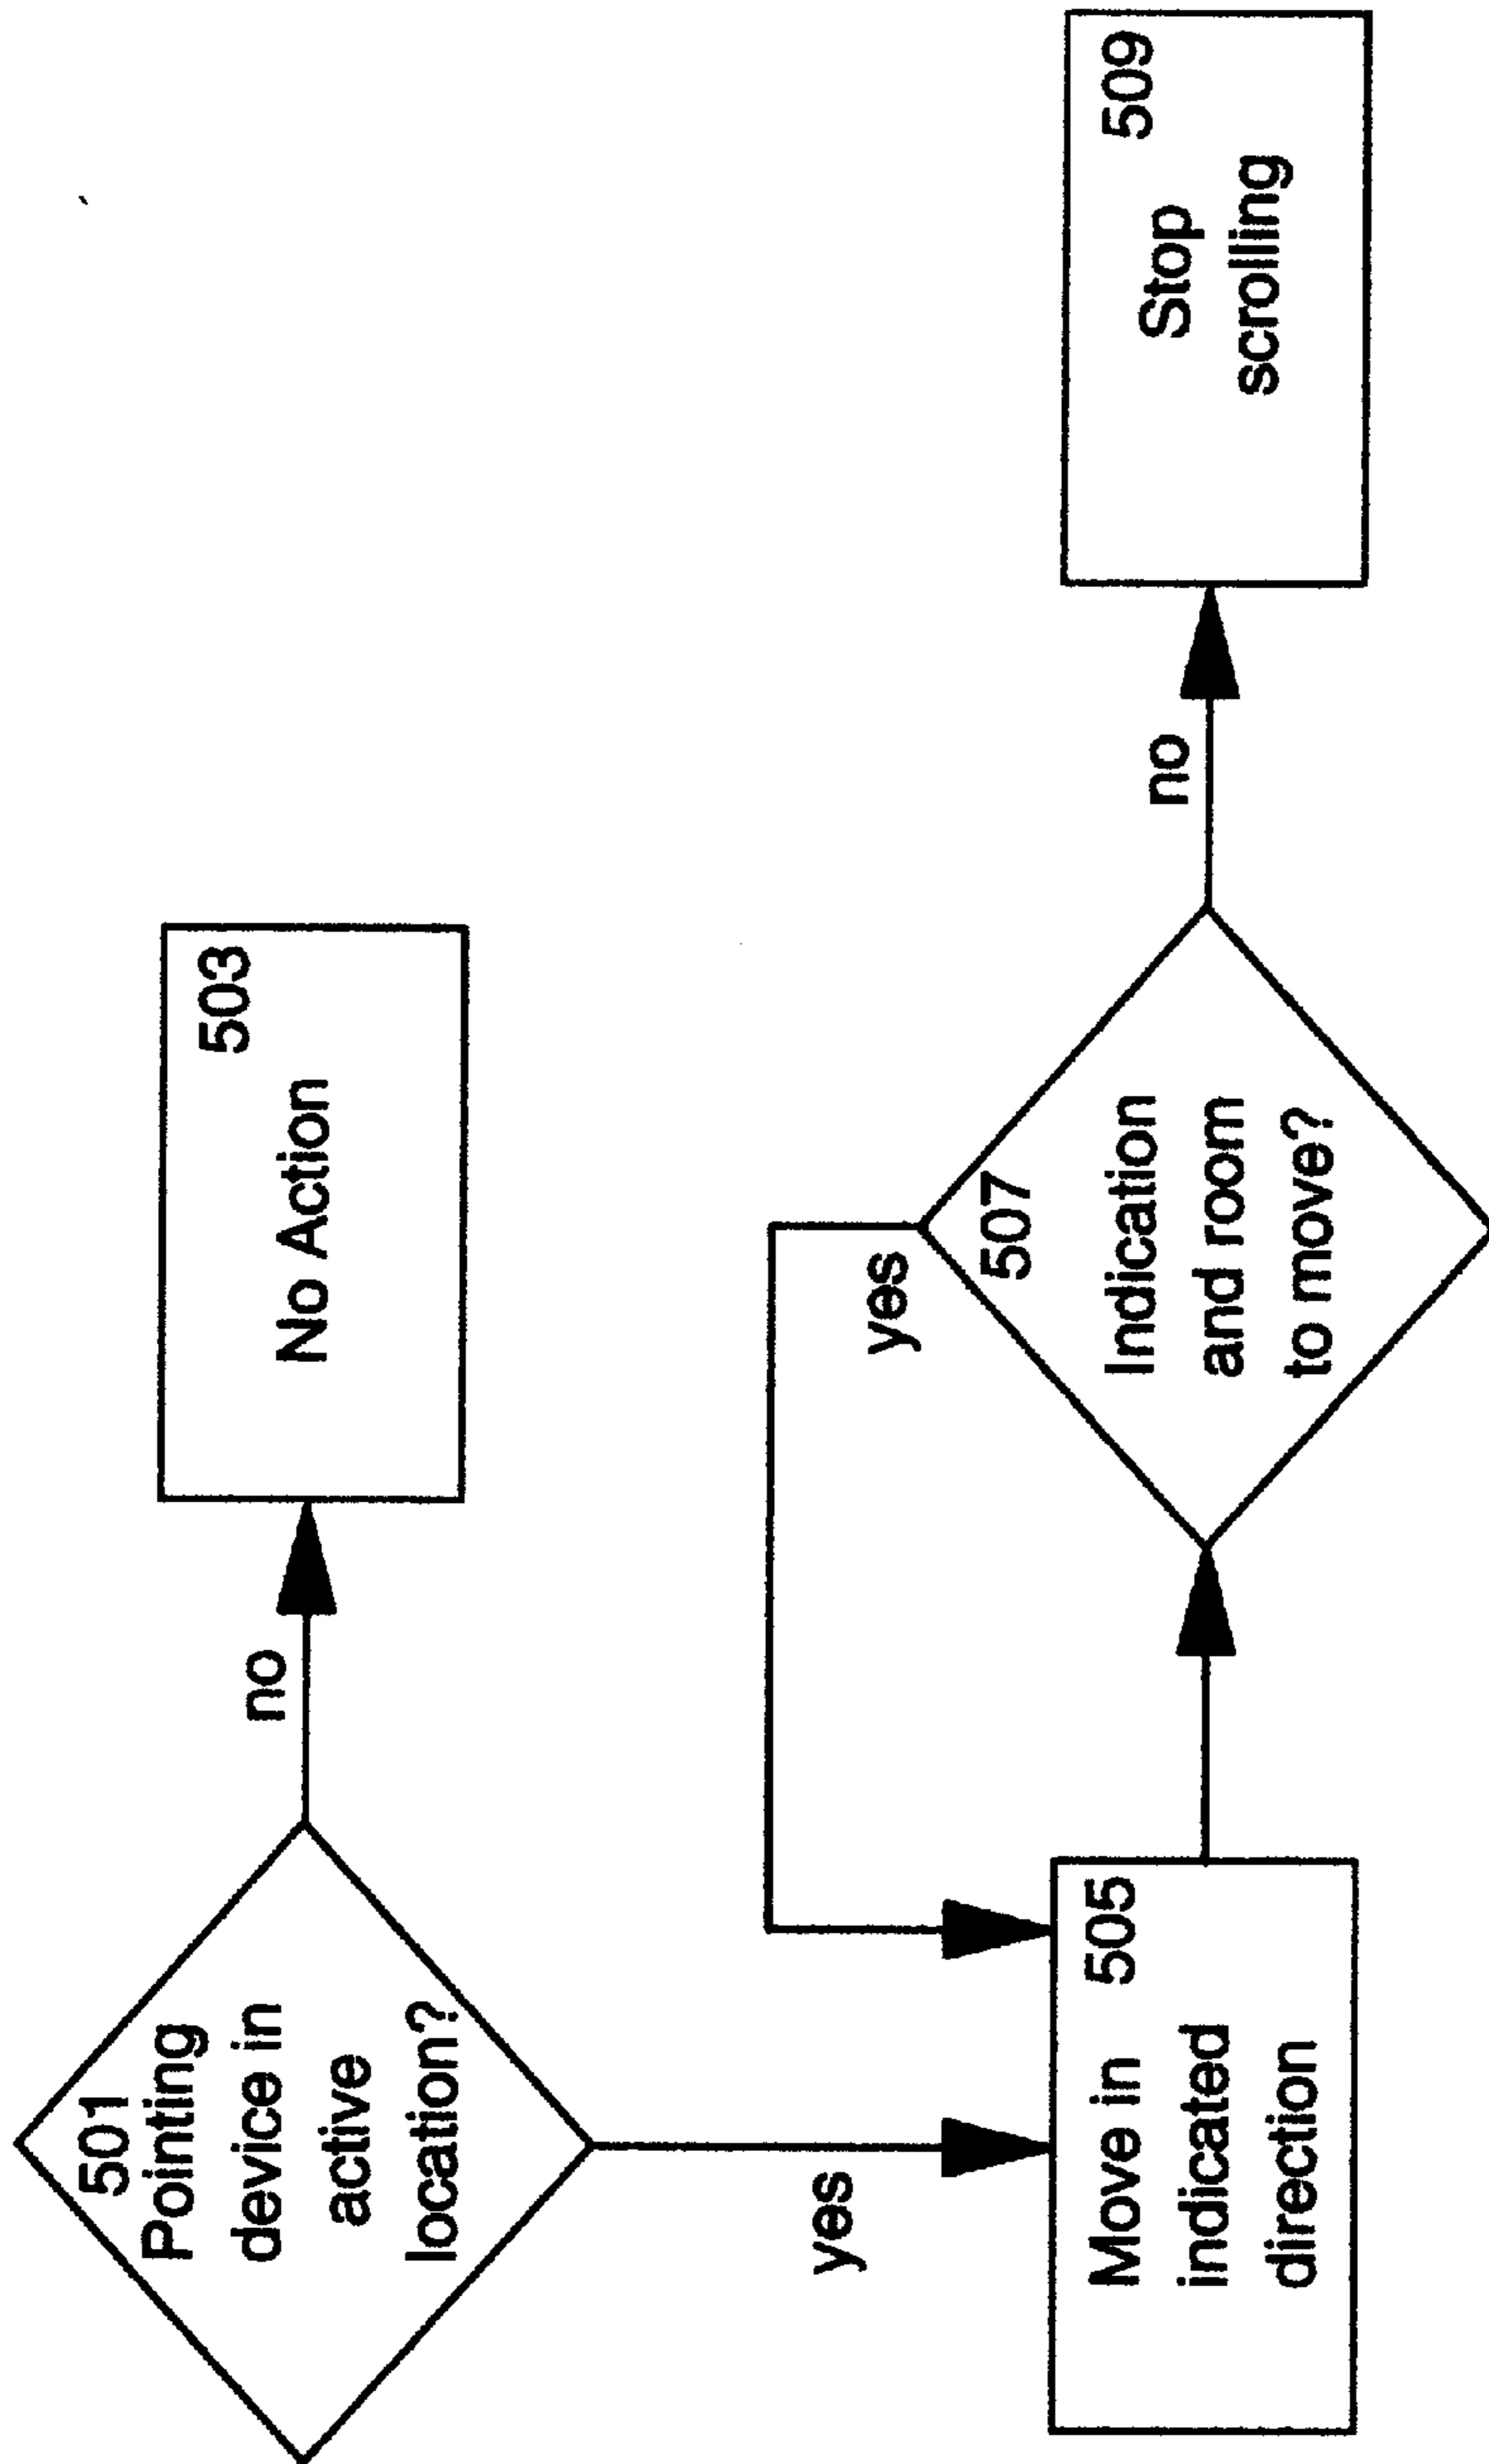 501
Pointing
device in
active
location?
no
503
No Action
yes
505
Move in
indicated
direction
yes
507
Indication
and room
to move?
no
509
Stop
scrolling